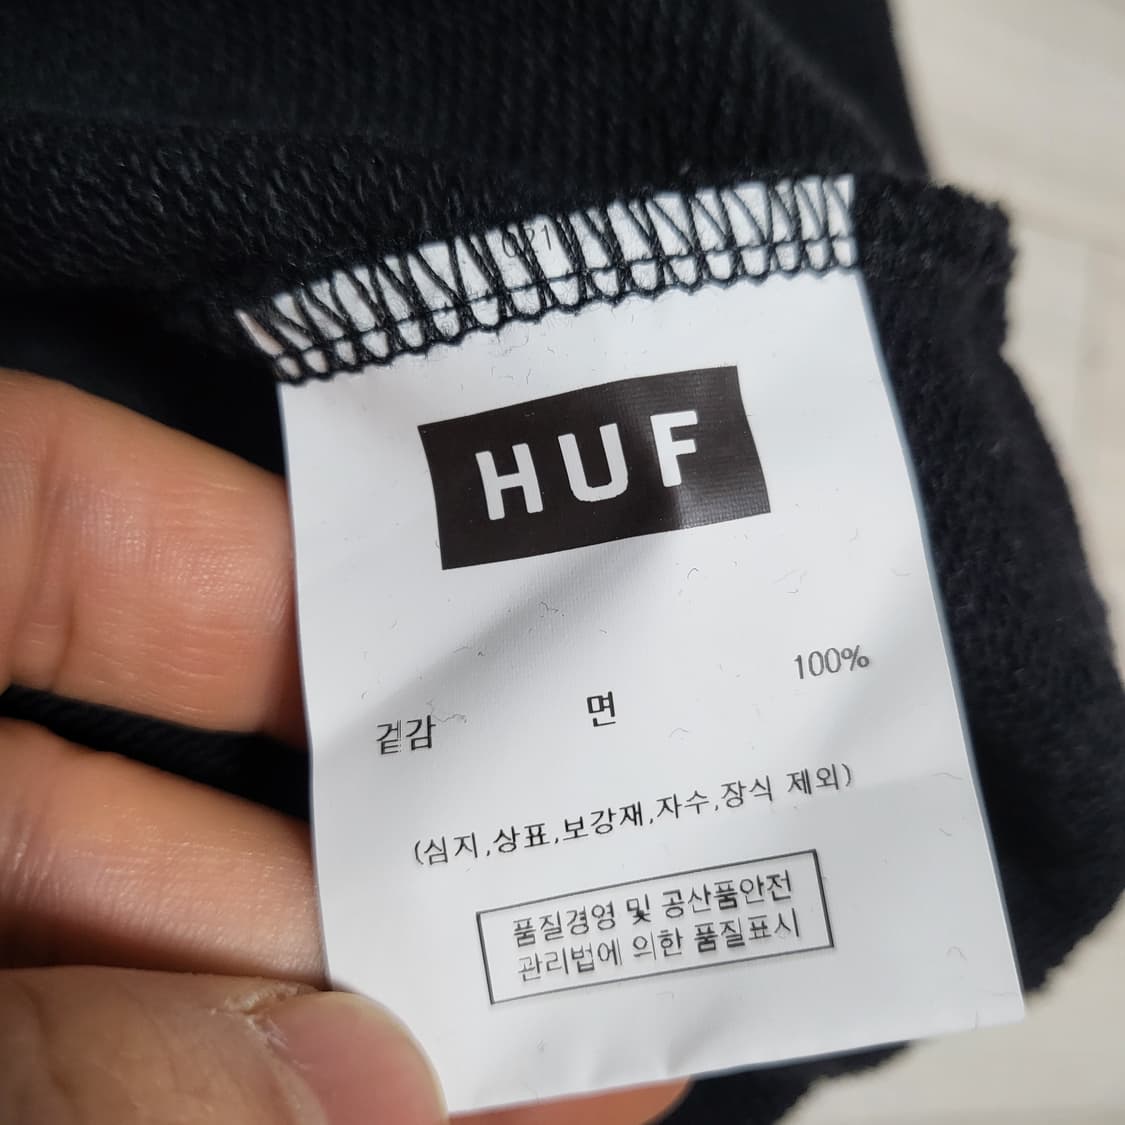 HUF
겉감 면 100%
(심지,상표,보강재,자수,장식 제외)
품질경영 및 공산품안전
관리법에 의한 품질표시